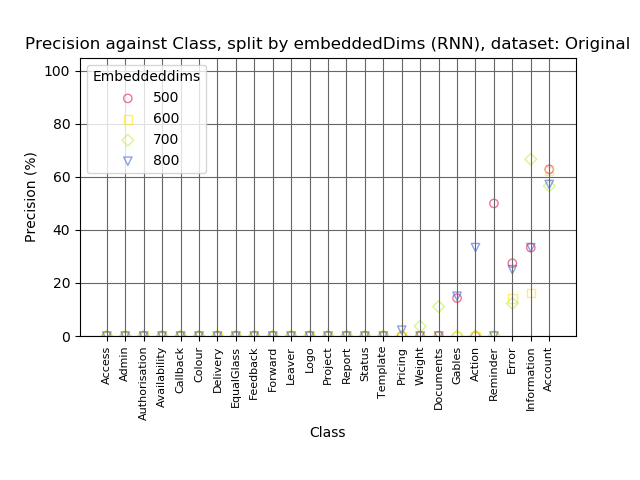 Precision against Class, split by embeddedDims (RNN), dataset: Original
Embeddeddims
500
600
700
800
100
80
60
40
20
0
Precision (%)
Access
Admin
Authorisation
Availability
Callback
Colour
Delivery
EqualGlass
Feedback
Forward
Leaver
Logo
Project
Report
Status
Template
Pricing
Weight
Documents
Gables
Action
Reminder
Error
Information
Account
Class